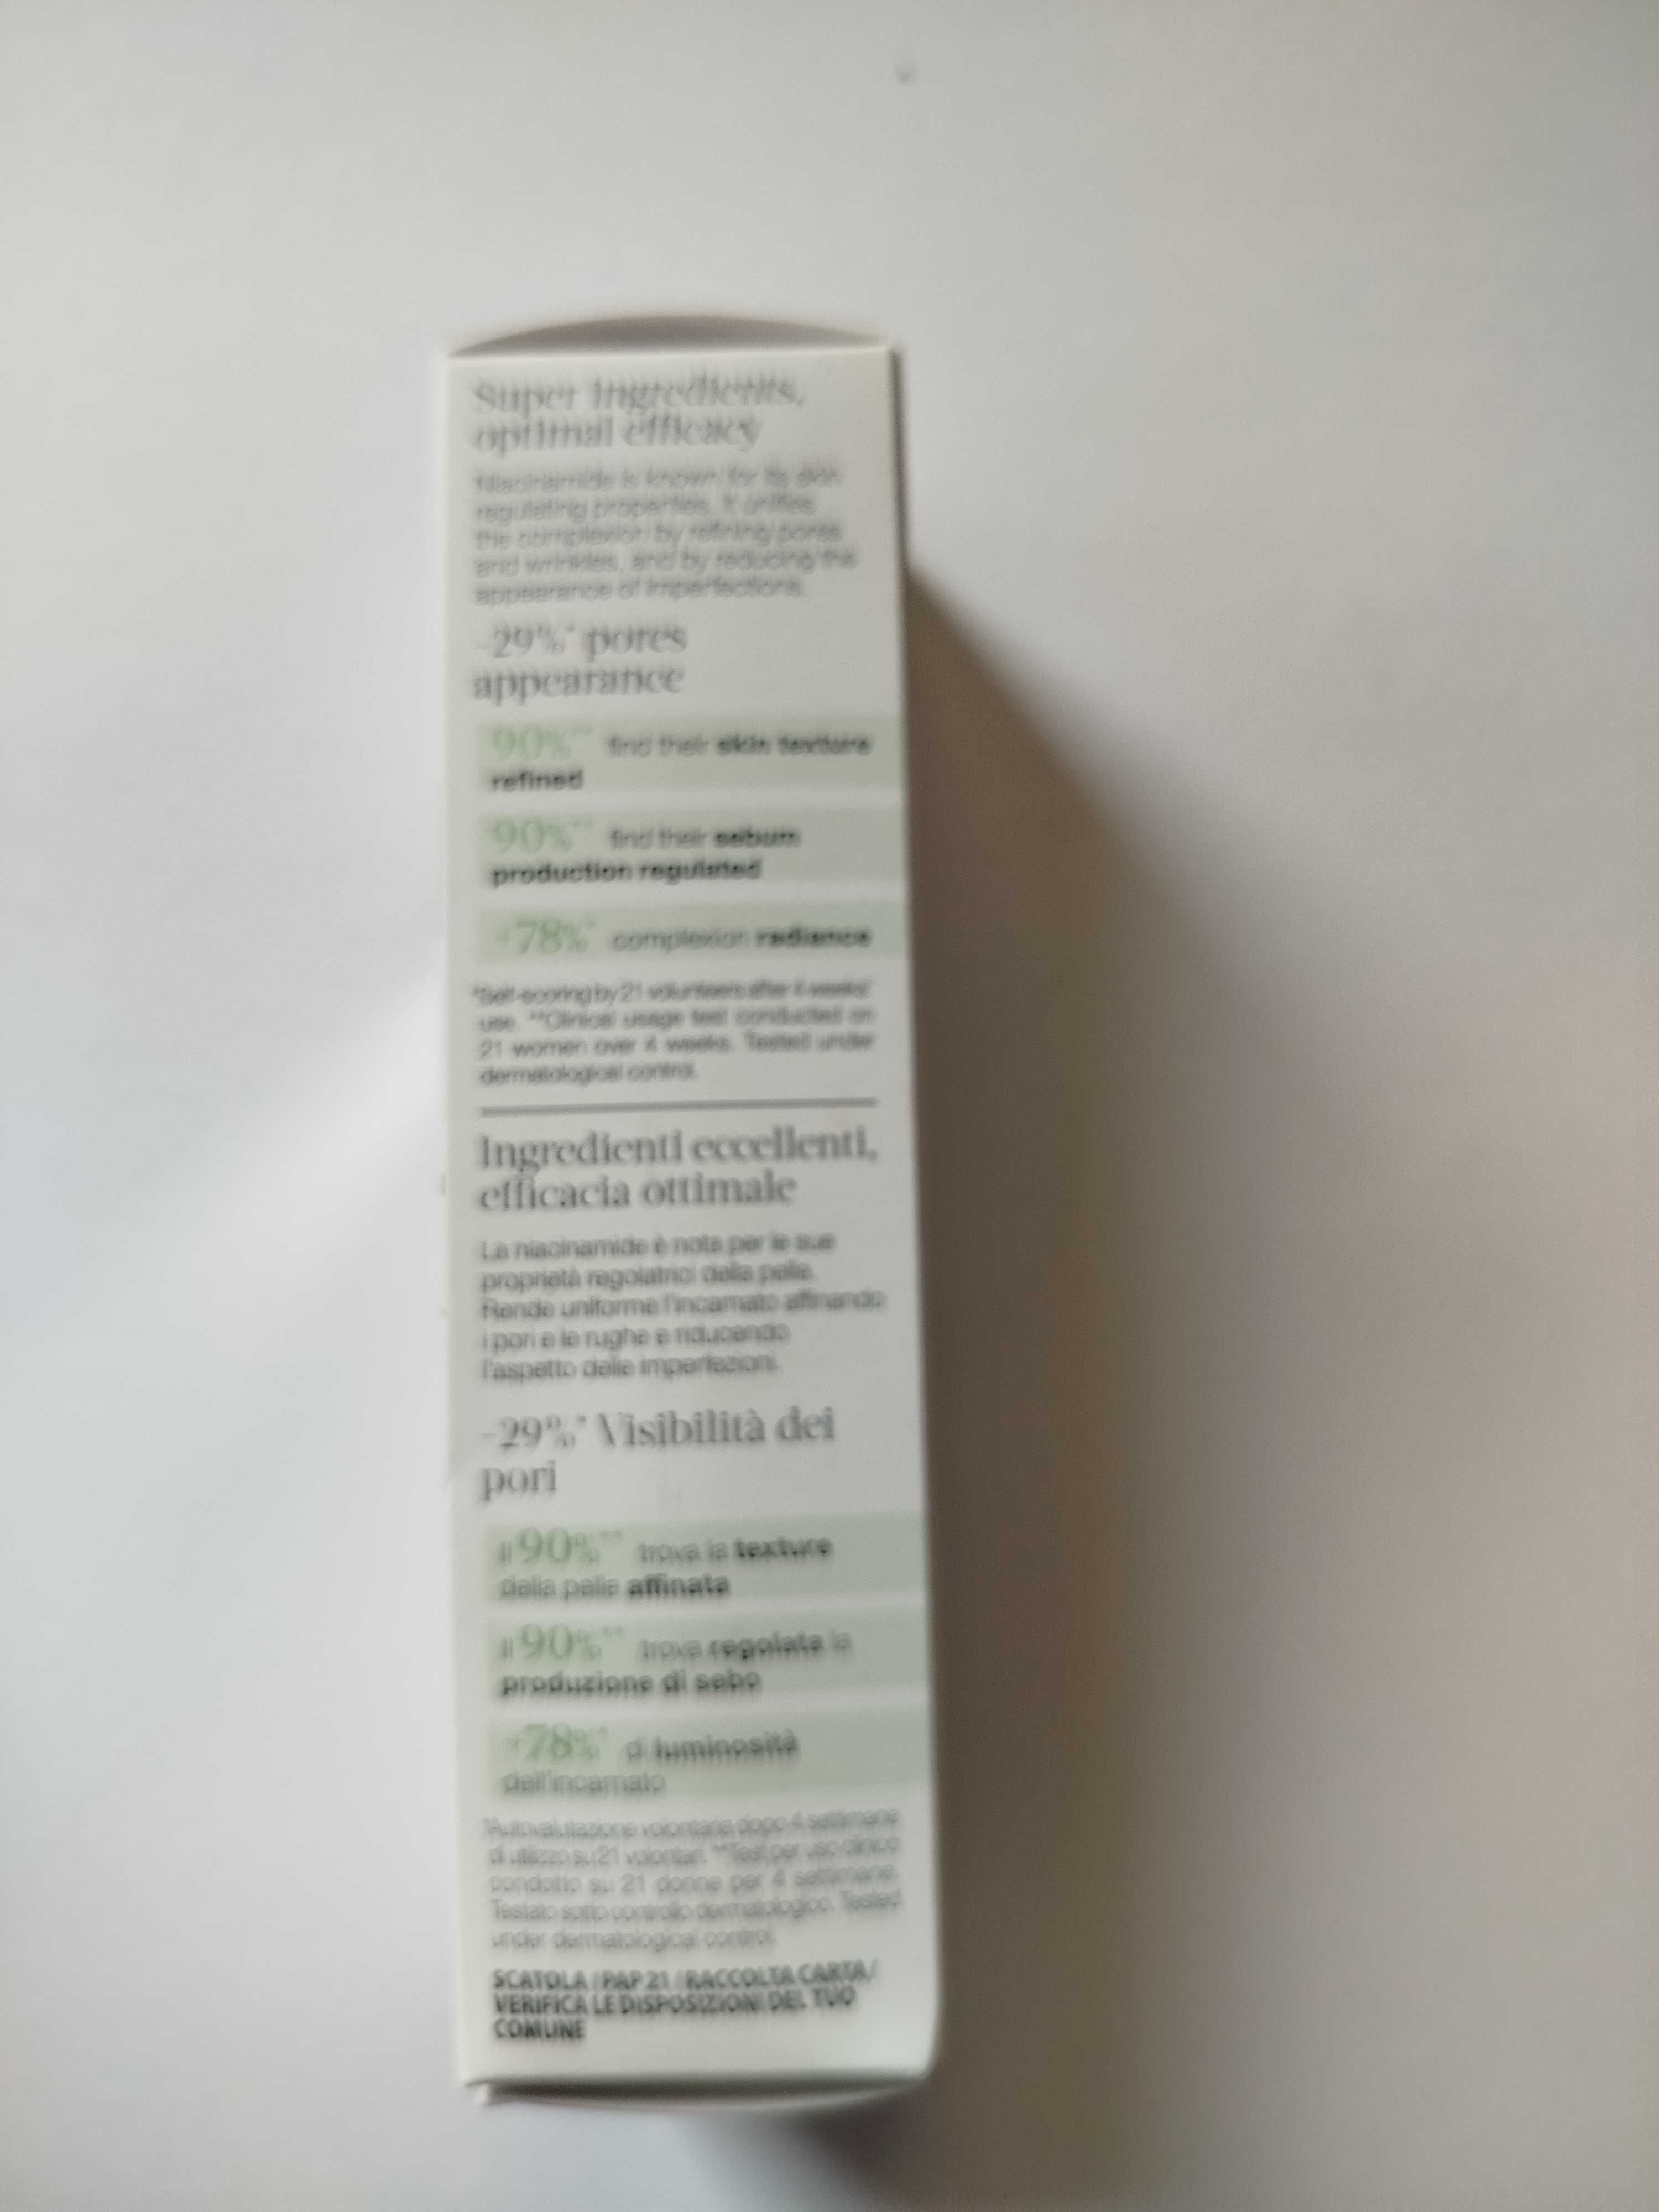 Super ingredients,
optimal efficacy
Niacinamide is known for its skin
regulating properties. It unifies
the complexion by refining pores
and wrinkles, and by reducing the
appearance of imperfections.
-29%* pores
appearance
90%** find their skin texture
refined
90%** find their sebum
production regulated
+78%* complexion radiance
*Self-scoring by 21 volunteers after 4 weeks'
use. **Clinical usage test conducted on
21 women over 4 weeks. Tested under
dermatological control.
Ingredienti eccellenti,
efficacia ottimale
La niacinamide è nota per le sue
proprietà regolatrici della pelle.
Rende uniforme l'incarnato affinando
i pori e le rughe e riducendo
l'aspetto delle imperfezioni.
-29%* Visibilità dei
pori
Il 90%** trova la texture
della pelle affinata
Il 90%** trova regolata la
produzione di sebo
+78%* di luminosità
dell'incarnato
*Autovalutazione volontaria dopo 4 settimane
di utilizzo su 21 volontari. **Test per uso clinico
condotto su 21 donne per 4 settimane.
Testato sotto controllo dermatologico. Tested
under dermatological control.
SCATOLA / PAP 21 / RACCOLTA CARTA /
VERIFICA LE DISPOSIZIONI DEL TUO
COMUNE